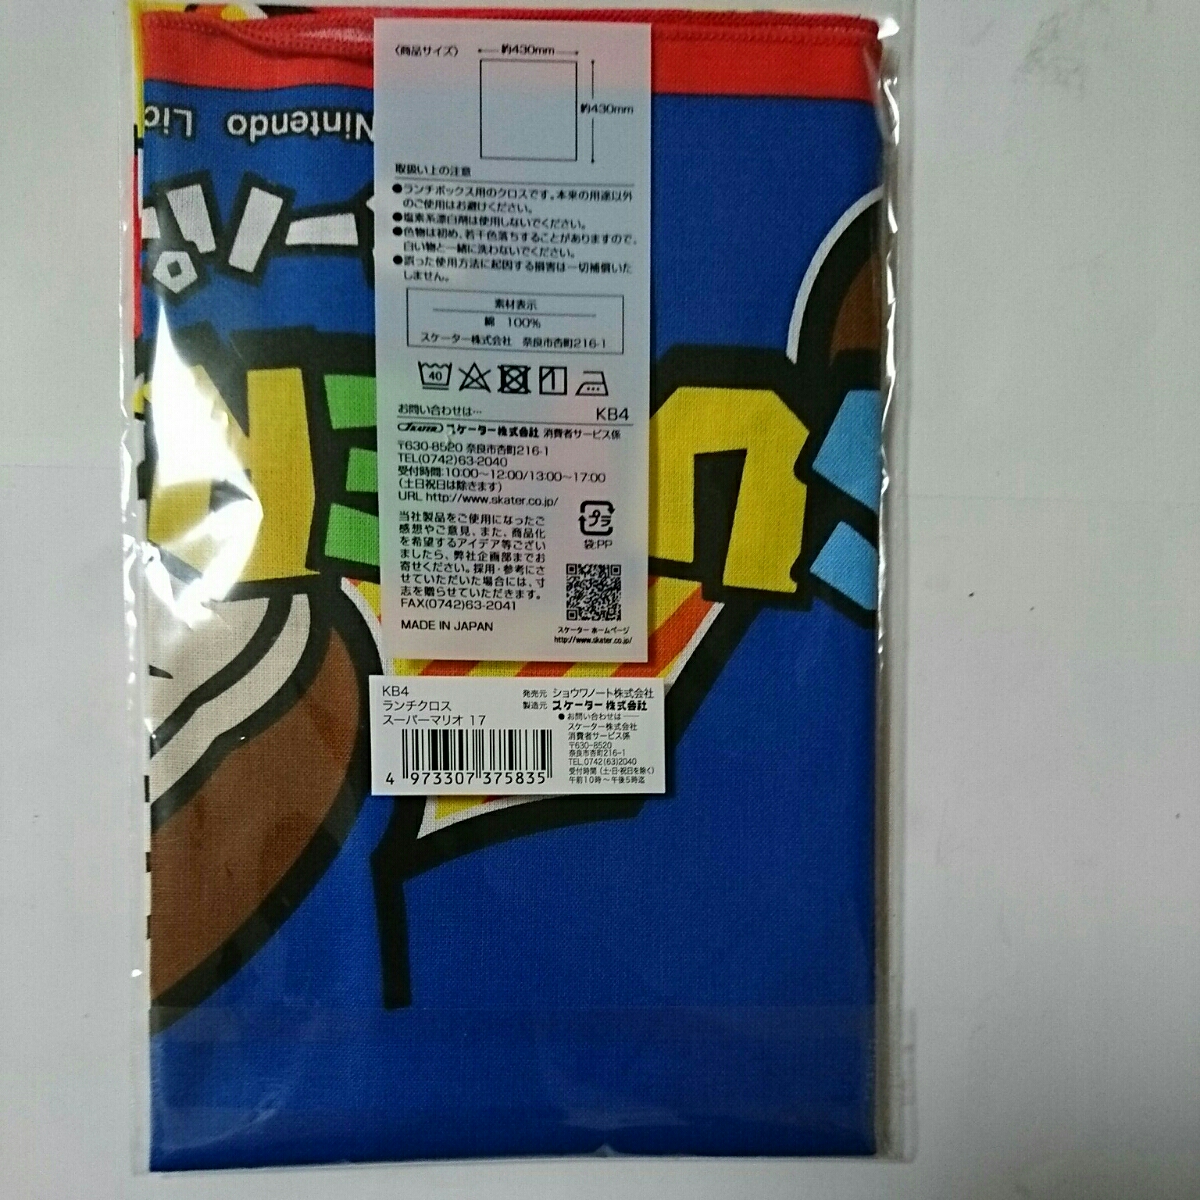 Nintendo Lic
スーパー
〈商品サイズ〉
約430mm
約430mm
取扱い上の注意
●ランチボックス用のクロスです。本来の用途以外
のご使用はお避けください。
●塩素系漂白剤は使用しないでください。
●色物は初め、若干色落ちすることがありますので、
白い物と一緒に洗わないでください。
●誤った使用方法に起因する損害は一切補償いた
しません。
素材表示
綿 100%
スケーター株式会社 奈良市杏町216-1
40
お問い合わせは…
KB4
SKATER スケーター株式会社 消費者サービス係
〒630-8520 奈良市杏町216-1
TEL(0742)63-2040
受付時間:10:00～12:00/13:00～17:00
(土日祝日は除きます)
URL http://www.skater.co.jp/
当社製品をご使用になったご
感想やご意見、また、商品化
を希望するアイデア等ござい
ましたら、弊社企画部までお
寄せください。採用・参考にさ
せていただいた場合には、寸
志を贈らせていただきます。
FAX(0742)63-2041
MADE IN JAPAN
プラ
袋:PP
スケーター ホームページ
http://www.skater.co.jp/
KB4
ランチクロス
スーパーマリオ 17
4 973307 375835
発売元 ショウワノート株式会社
製造元 スケーター株式会社
●お問い合わせは
スケーター株式会社
消費者サービス係
〒630-8520
奈良市杏町216-1
TEL.0742(63)2040
受付時間(土・日・祝日を除く)
午前10時～午後5時迄